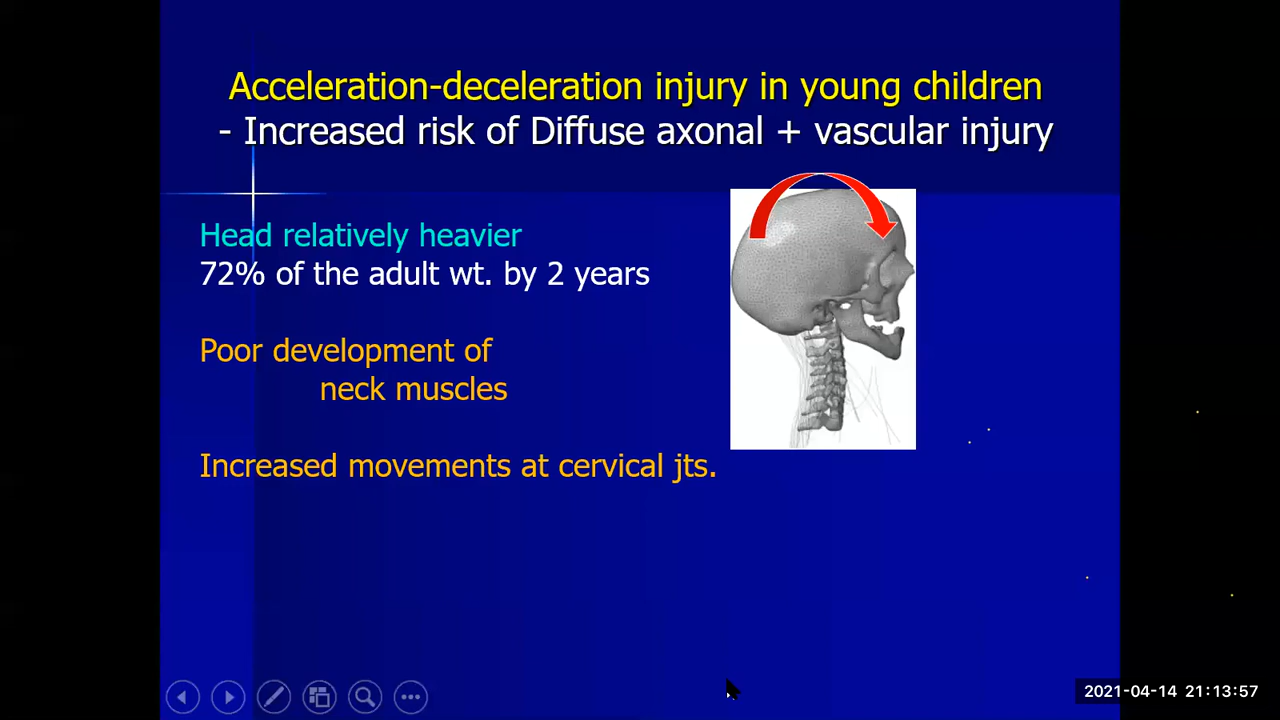 Acceleration-deceleration injury in young children
- Increased risk of Diffuse axonal + vascular injury
Head relatively heavier
72% of the adult wt. by 2 years
Poor development of
neck muscles
Increased movements at cervical jts.
2021-04-14 21:13:57